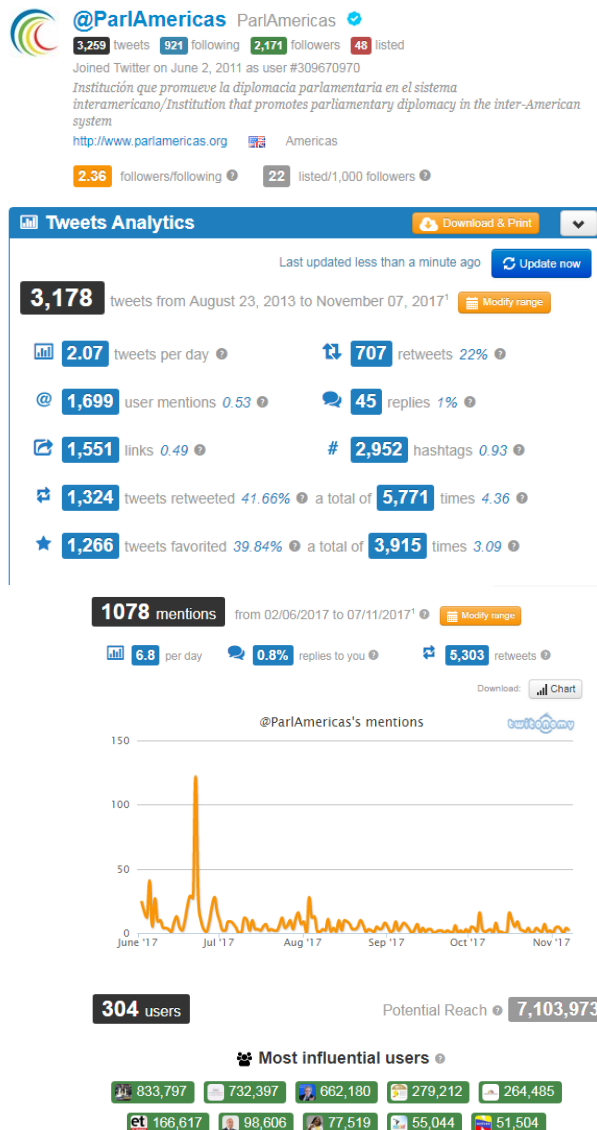 @ParlAmericas ParlAmericas
3,259 tweets 921 following 2,171 followers 48 listed
Joined Twitter on June 2, 2011 as user #309670970
Institución que promueve la diplomacia parlamentaria en el sistema
interamericano/Institution that promotes parliamentary diplomacy in the inter-American
system
http://www.parlamericas.org Americas
2.36 followers/following ? 22 listed/1,000 followers ?
Tweets Analytics Download & Print
Last updated less than a minute ago Update now
3,178 tweets from August 23, 2013 to November 07, 2017¹ Modify range
2.07 tweets per day ? 707 retweets 22% ?
@ 1,699 user mentions 0.53 ? 45 replies 1% ?
1,551 links 0.49 ? # 2,952 hashtags 0.93 ?
1,324 tweets retweeted 41.66% ? a total of 5,771 times 4.36 ?
1,266 tweets favorited 39.84% ? a total of 3,915 times 3.09 ?
1078 mentions from 02/06/2017 to 07/11/2017¹ ? Modify range
6.8 per day 0.8% replies to you ? 5,303 retweets ?
Download: Chart
@ParlAmericas's mentions twitonomy
150
100
50
0
June '17 Jul '17 Aug '17 Sep '17 Oct '17 Nov '17
304 users Potential Reach ? 7,103,973
Most influential users ?
833,797 732,397 662,180 279,212 264,485
et 166,617 98,606 77,519 55,044 51,504